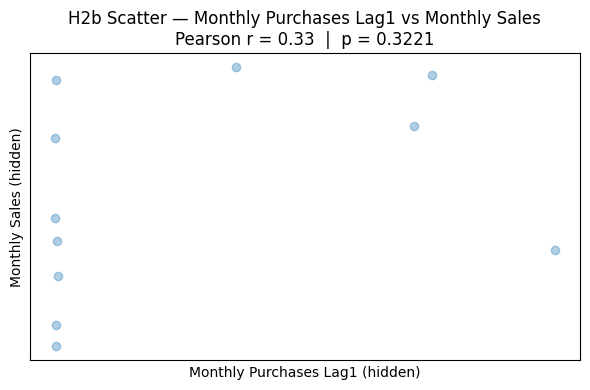 H2b Scatter — Monthly Purchases Lag1 vs Monthly Sales
Pearson r = 0.33 | p = 0.3221
Monthly Sales (hidden)
Monthly Purchases Lag1 (hidden)